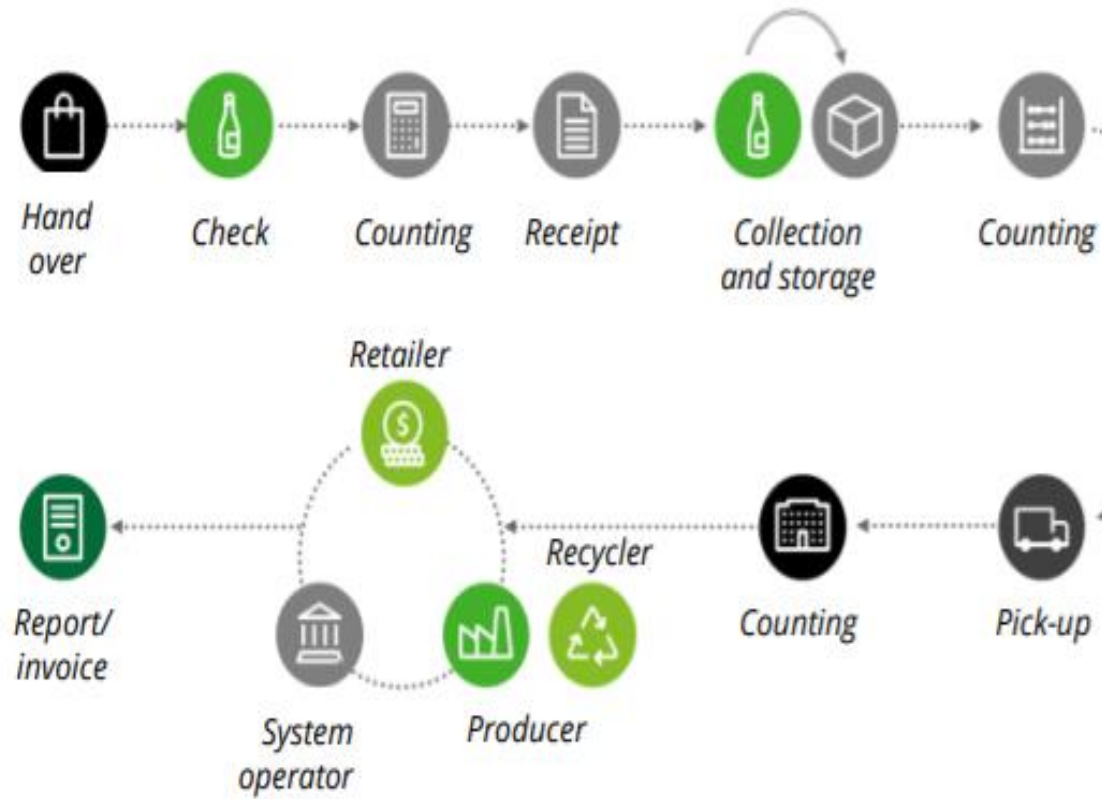 Hand
over
Check
Counting
Receipt
Collection
and storage
Counting
Retailer
$
Recycler
Report/
invoice
Counting
Pick-up
System
operator
Producer